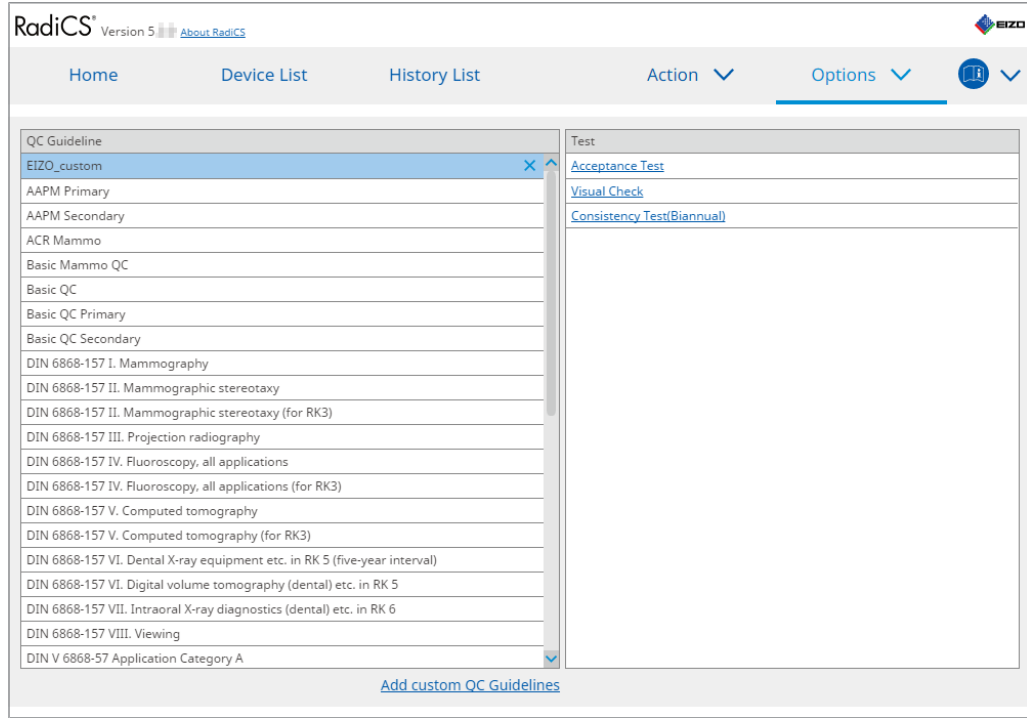 RadiCS® Version 5. About RadiCS
EIZO
Home Device List History List Action Options
QC Guideline
EIZO_custom
AAPM Primary
AAPM Secondary
ACR Mammo
Basic Mammo QC
Basic QC
Basic QC Primary
Basic QC Secondary
DIN 6868-157 I. Mammography
DIN 6868-157 II. Mammographic stereotaxy
DIN 6868-157 II. Mammographic stereotaxy (for RK3)
DIN 6868-157 III. Projection radiography
DIN 6868-157 IV. Fluoroscopy, all applications
DIN 6868-157 IV. Fluoroscopy, all applications (for RK3)
DIN 6868-157 V. Computed tomography
DIN 6868-157 V. Computed tomography (for RK3)
DIN 6868-157 VI. Dental X-ray equipment etc. in RK 5 (five-year interval)
DIN 6868-157 VI. Digital volume tomography (dental) etc. in RK 5
DIN 6868-157 VII. Intraoral X-ray diagnostics (dental) etc. in RK 6
DIN 6868-157 VIII. Viewing
DIN V 6868-57 Application Category A
Test
Acceptance Test
Visual Check
Consistency Test(Biannual)
Add custom QC Guidelines